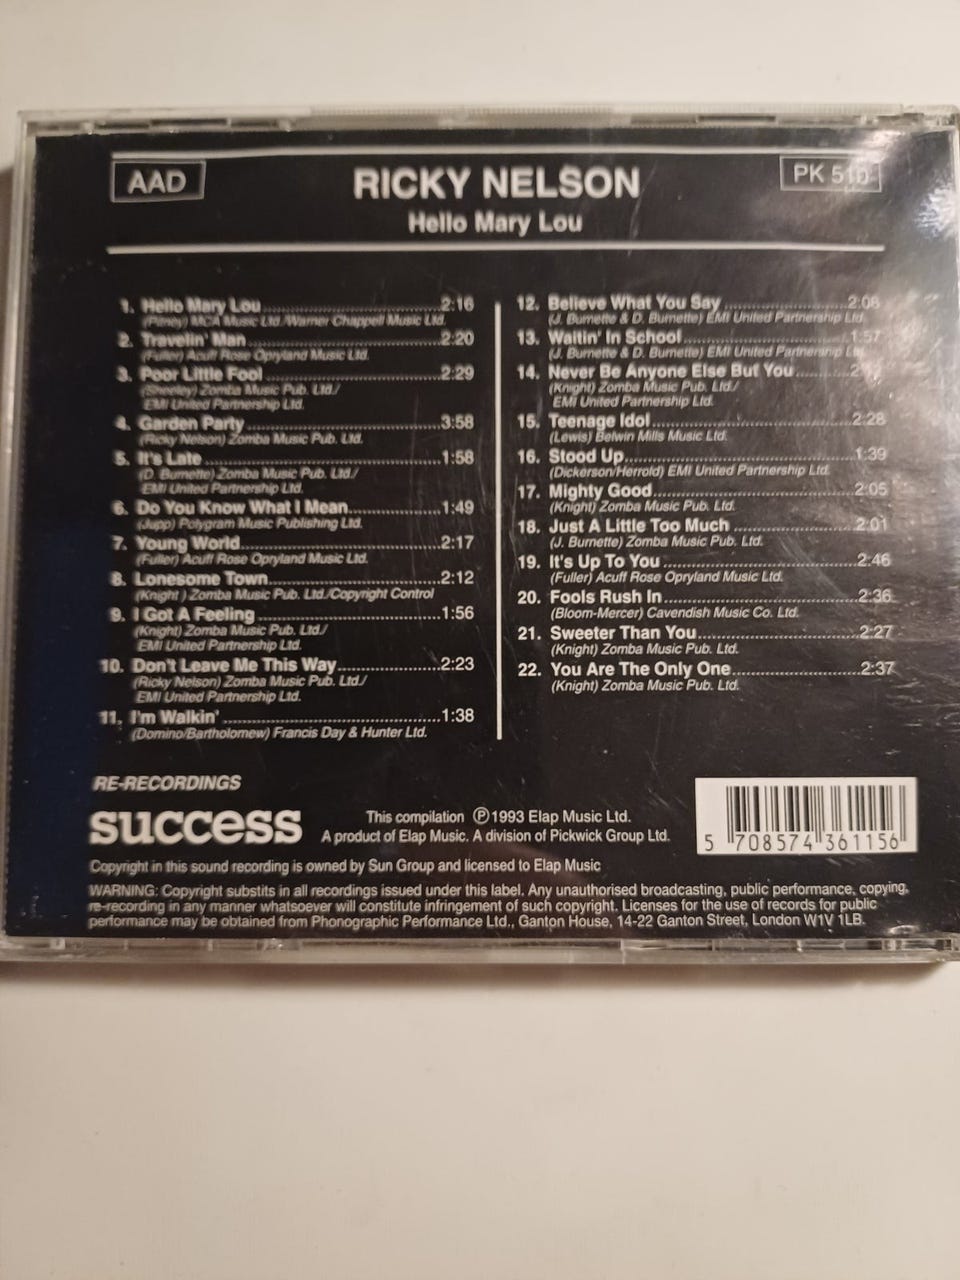 AAD
RICKY NELSON
PK 510
Hello Mary Lou
1. Hello Mary Lou 2:16
(Pitney) MCA Music Ltd./Warner Chappell Music Ltd.
2. Travelin' Man 2:20
(Fuller) Acuff Rose Opryland Music Ltd.
3. Poor Little Fool 2:29
(Sheeley) Zomba Music Pub. Ltd./
EMI United Partnership Ltd.
4. Garden Party 3:58
(Ricky Nelson) Zomba Music Pub. Ltd.
5. It's Late 1:58
(D. Burnette) Zomba Music Pub. Ltd./
EMI United Partnership Ltd.
6. Do You Know What I Mean 1:49
(Jupp) Polygram Music Publishing Ltd.
7. Young World 2:17
(Fuller) Acuff Rose Opryland Music Ltd.
8. Lonesome Town 2:12
(Knight ) Zomba Music Pub. Ltd./Copyright Control
9. I Got A Feeling 1:56
(Knight) Zomba Music Pub. Ltd./
EMI United Partnership Ltd.
10. Don't Leave Me This Way 2:23
(Ricky Nelson) Zomba Music Pub. Ltd./
EMI United Partnership Ltd.
11. I'm Walkin' 1:38
(Domino/Bartholomew) Francis Day & Hunter Ltd.
12. Believe What You Say 2:06
(J. Burnette & D. Burnette) EMI United Partnership Ltd.
13. Waitin' In School 1:57
(J. Burnette & D. Burnette) EMI United Partnership Ltd.
14. Never Be Anyone Else But You
(Knight) Zomba Music Pub. Ltd./
EMI United Partnership Ltd.
15. Teenage Idol 2:28
(Lewis) Belwin Mills Music Ltd.
16. Stood Up 1:39
(Dickerson/Herrold) EMI United Partnership Ltd.
17. Mighty Good 2:05
(Knight) Zomba Music Pub. Ltd.
18. Just A Little Too Much 2:01
(J. Burnette) Zomba Music Pub. Ltd.
19. It's Up To You 2:46
(Fuller) Acuff Rose Opryland Music Ltd.
20. Fools Rush In 2:36
(Bloom-Mercer) Cavendish Music Co. Ltd.
21. Sweeter Than You 2:27
(Knight) Zomba Music Pub. Ltd.
22. You Are The Only One 2:37
(Knight) Zomba Music Pub. Ltd.
RE-RECORDINGS
success
This compilation ℗1993 Elap Music Ltd.
A product of Elap Music. A division of Pickwick Group Ltd.
5 708574 361156
Copyright in this sound recording is owned by Sun Group and licensed to Elap Music
WARNING: Copyright substits in all recordings issued under this label. Any unauthorised broadcasting, public performance, copying,
re-recording in any manner whatsoever will constitute infringement of such copyright. Licenses for the use of records for public
performance may be obtained from Phonographic Performance Ltd., Ganton House, 14-22 Ganton Street, London W1V 1LB.